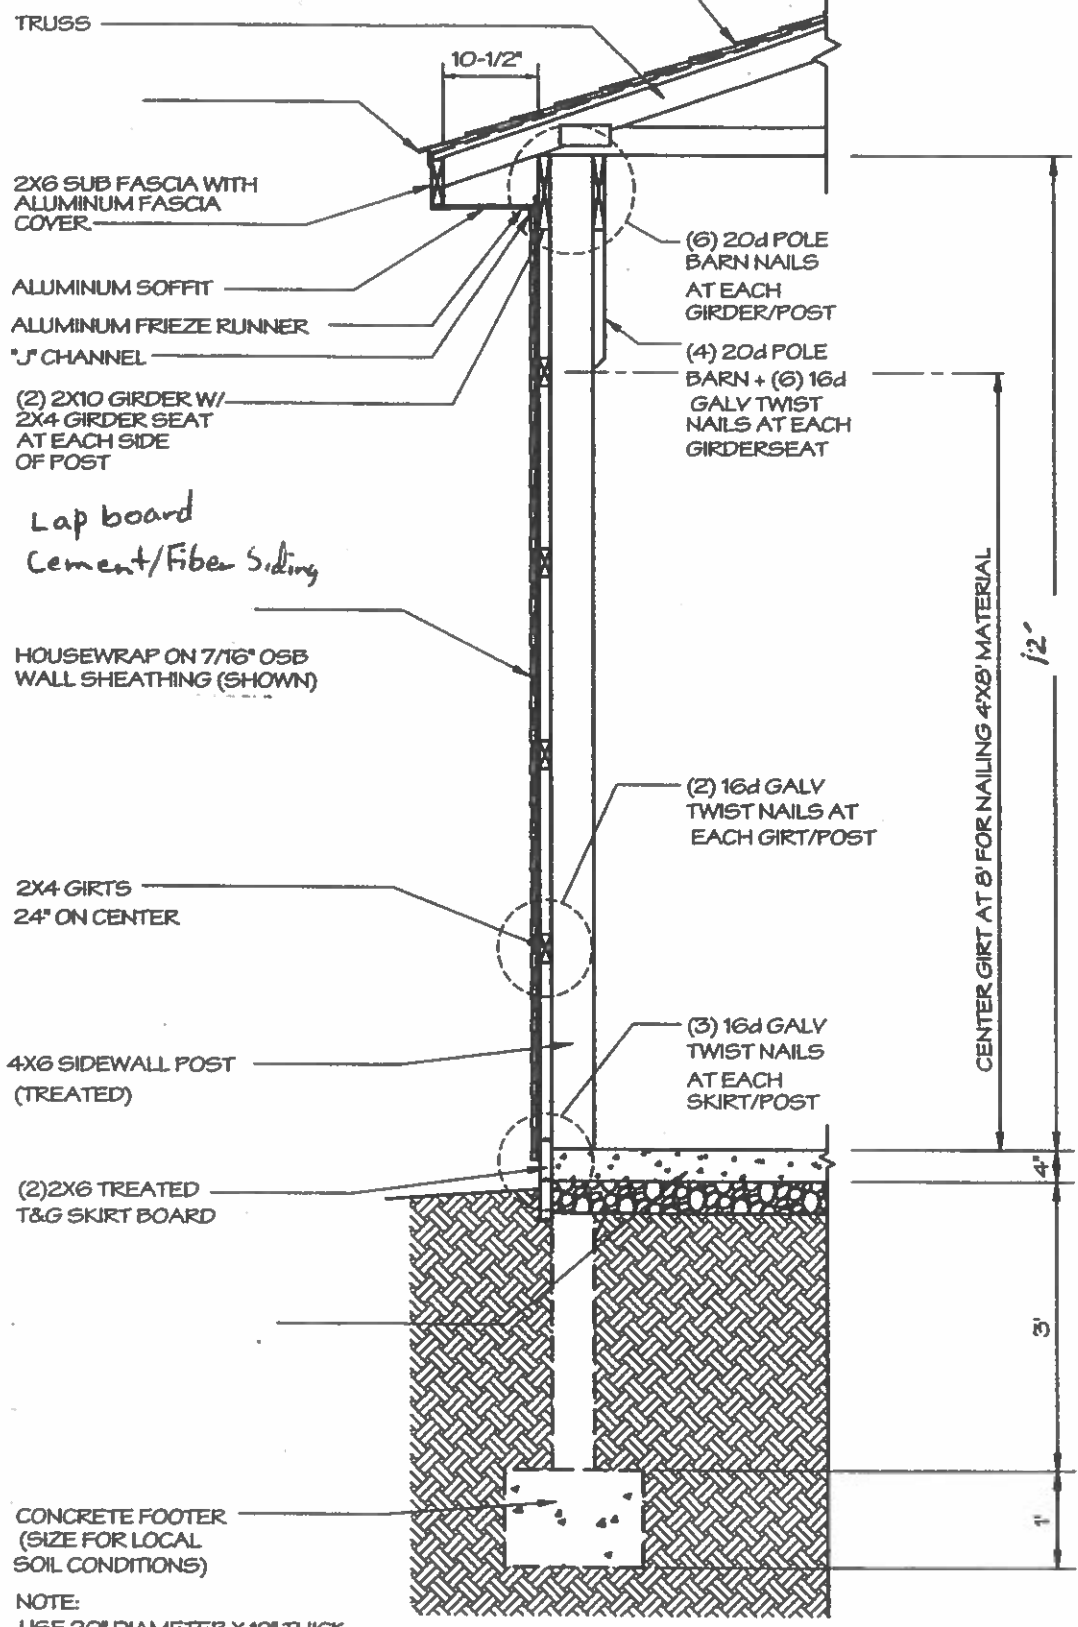 TRUSS
10-1/2"
2X6 SUB FASCIA WITH
ALUMINUM FASCIA
COVER
ALUMINUM SOFFIT
ALUMINUM FRIEZE RUNNER
"J" CHANNEL
(2) 2X10 GIRDER W/
2X4 GIRDER SEAT
AT EACH SIDE
OF POST
Lap board
Cement/Fiber Siding
HOUSEWRAP ON 7/16" OSB
WALL SHEATHING (SHOWN)
2X4 GIRTS
24" ON CENTER
4X6 SIDEWALL POST
(TREATED)
(2)2X6 TREATED
T&G SKIRT BOARD
CONCRETE FOOTER
(SIZE FOR LOCAL
SOIL CONDITIONS)
NOTE:
USE 20" DIAMETER X 12" THICK
(6) 20d POLE
BARN NAILS
AT EACH
GIRDER/POST
(4) 20d POLE
BARN + (6) 16d
GALV TWIST
NAILS AT EACH
GIRDERSEAT
(2) 16d GALV
TWIST NAILS AT
EACH GIRT/POST
(3) 16d GALV
TWIST NAILS
AT EACH
SKIRT/POST
CENTER GIRT AT 8' FOR NAILING 4'X8' MATERIAL
12'
4"
3'
1'